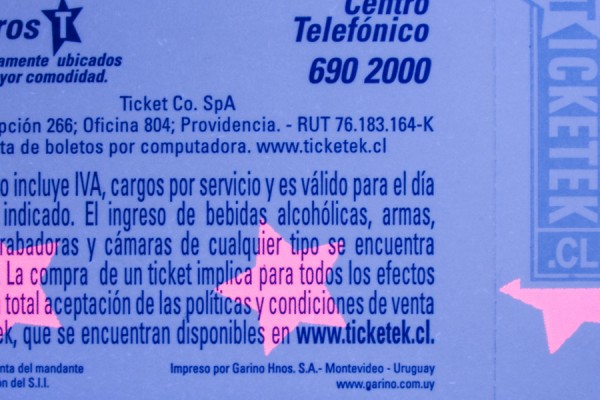 ros T
Centro
Telefónico
amente ubicados
yor comodidad.
690 2000
Ticket Co. SpA
pción 266; Oficina 804; Providencia. - RUT 76.183.164-K
ta de boletos por computadora. www.ticketek.cl
o incluye IVA, cargos por servicio y es válido para el día
indicado. El ingreso de bebidas alcohólicas, armas,
rabadoras y cámaras de cualquier tipo se encuentra
. La compra de un ticket implica para todos los efectos
total aceptación de las políticas y condiciones de venta
ek, que se encuentran disponibles en www.ticketek.cl.
nta del mandante
ón del S.I.I.
Impreso por Garino Hnos. S.A.- Montevideo - Uruguay
www.garino.com.uy
TICKETEK
.CL